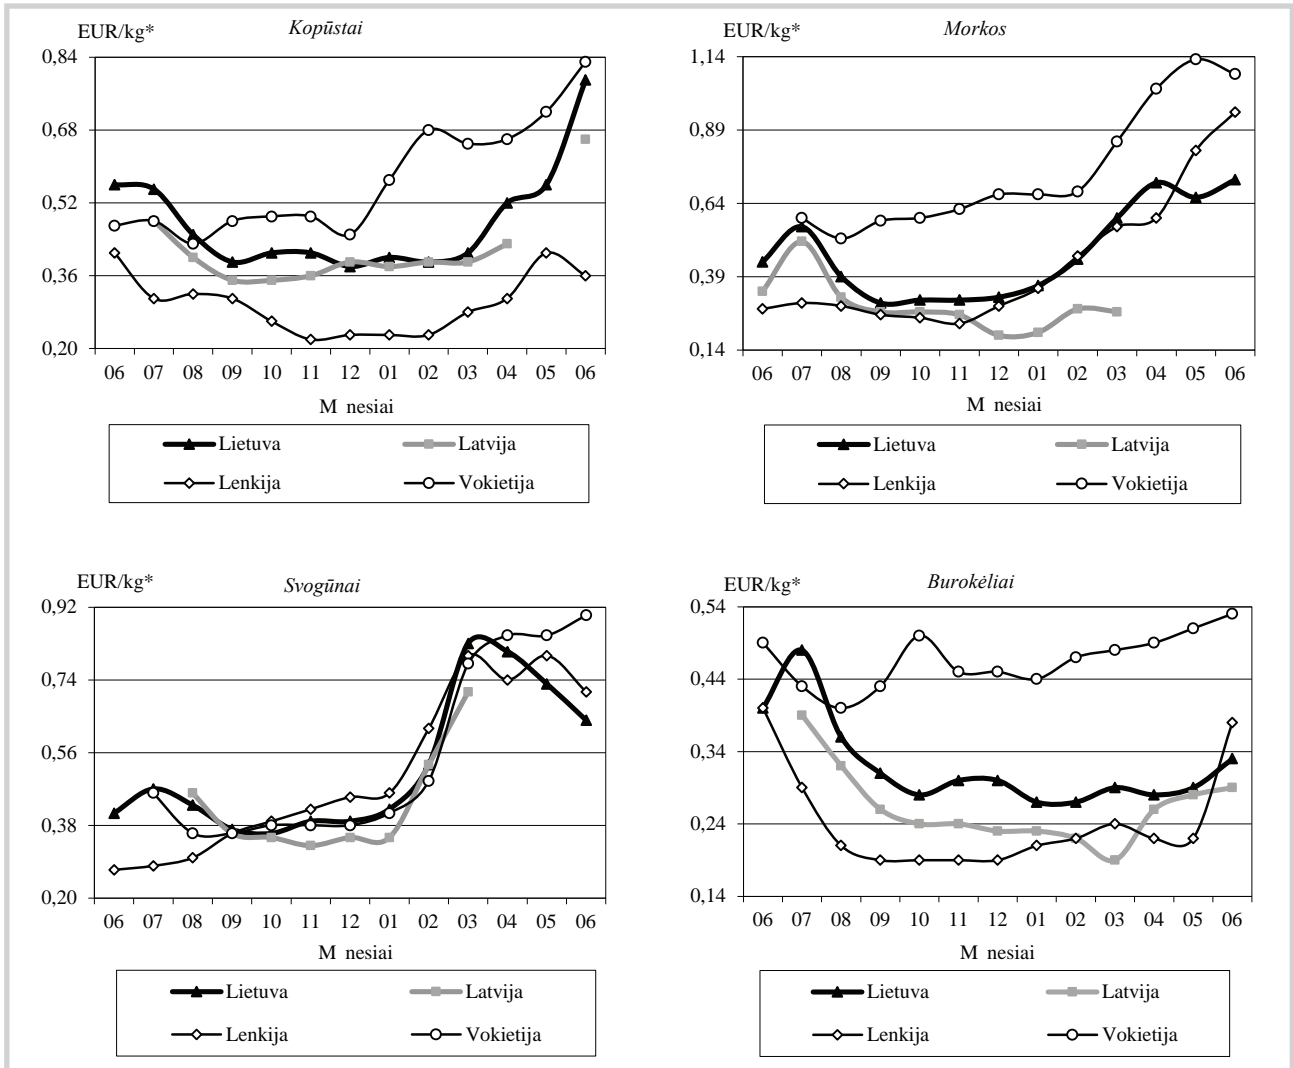 EUR/kg*
Kopūstai
0,84
0,68
0,52
0,36
0,20
06 07 08 09 10 11 12 01 02 03 04 05 06
M nesiai
Lietuva Latvija
Lenkija Vokietija
EUR/kg*
Morkos
1,14
0,89
0,64
0,39
0,14
06 07 08 09 10 11 12 01 02 03 04 05 06
M nesiai
Lietuva Latvija
Lenkija Vokietija
EUR/kg*
Svogūnai
0,92
0,74
0,56
0,38
0,20
06 07 08 09 10 11 12 01 02 03 04 05 06
M nesiai
Lietuva Latvija
Lenkija Vokietija
EUR/kg*
Burokėliai
0,54
0,44
0,34
0,24
0,14
06 07 08 09 10 11 12 01 02 03 04 05 06
M nesiai
Lietuva Latvija
Lenkija Vokietija